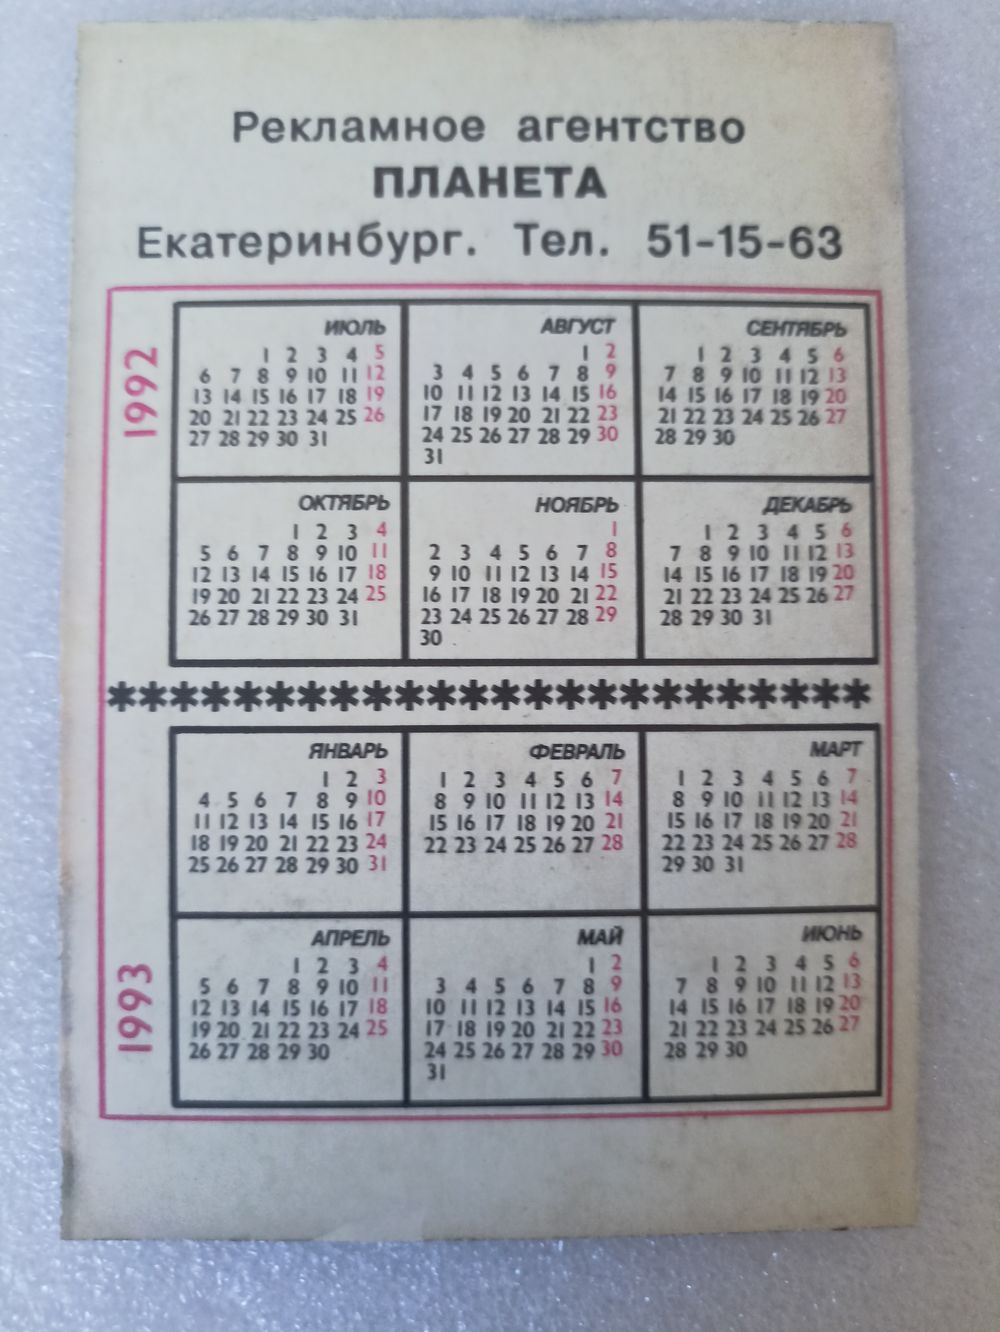 Рекламное агентство
ПЛАНЕТА
Екатеринбург. Тел. 51-15-63
1992
ИЮЛЬ
1 2 3 4 5
6 7 8 9 10 11 12
13 14 15 16 17 18 19
20 21 22 23 24 25 26
27 28 29 30 31
АВГУСТ
1 2
3 4 5 6 7 8 9
10 11 12 13 14 15 16
17 18 19 20 21 22 23
24 25 26 27 28 29 30
31
СЕНТЯБРЬ
1 2 3 4 5 6
7 8 9 10 11 12 13
14 15 16 17 18 19 20
21 22 23 24 25 26 27
28 29 30
ОКТЯБРЬ
1 2 3 4
5 6 7 8 9 10 11
12 13 14 15 16 17 18
19 20 21 22 23 24 25
26 27 28 29 30 31
НОЯБРЬ
1
2 3 4 5 6 7 8
9 10 11 12 13 14 15
16 17 18 19 20 21 22
23 24 25 26 27 28 29
30
ДЕКАБРЬ
1 2 3 4 5 6
7 8 9 10 11 12 13
14 15 16 17 18 19 20
21 22 23 24 25 26 27
28 29 30 31
************************
1993
ЯНВАРЬ
1 2 3
4 5 6 7 8 9 10
11 12 13 14 15 16 17
18 19 20 21 22 23 24
25 26 27 28 29 30 31
ФЕВРАЛЬ
1 2 3 4 5 6 7
8 9 10 11 12 13 14
15 16 17 18 19 20 21
22 23 24 25 26 27 28
МАРТ
1 2 3 4 5 6 7
8 9 10 11 12 13 14
15 16 17 18 19 20 21
22 23 24 25 26 27 28
29 30 31
АПРЕЛЬ
1 2 3 4
5 6 7 8 9 10 11
12 13 14 15 16 17 18
19 20 21 22 23 24 25
26 27 28 29 30
МАЙ
1 2
3 4 5 6 7 8 9
10 11 12 13 14 15 16
17 18 19 20 21 22 23
24 25 26 27 28 29 30
31
ИЮНЬ
1 2 3 4 5 6
7 8 9 10 11 12 13
14 15 16 17 18 19 20
21 22 23 24 25 26 27
28 29 30